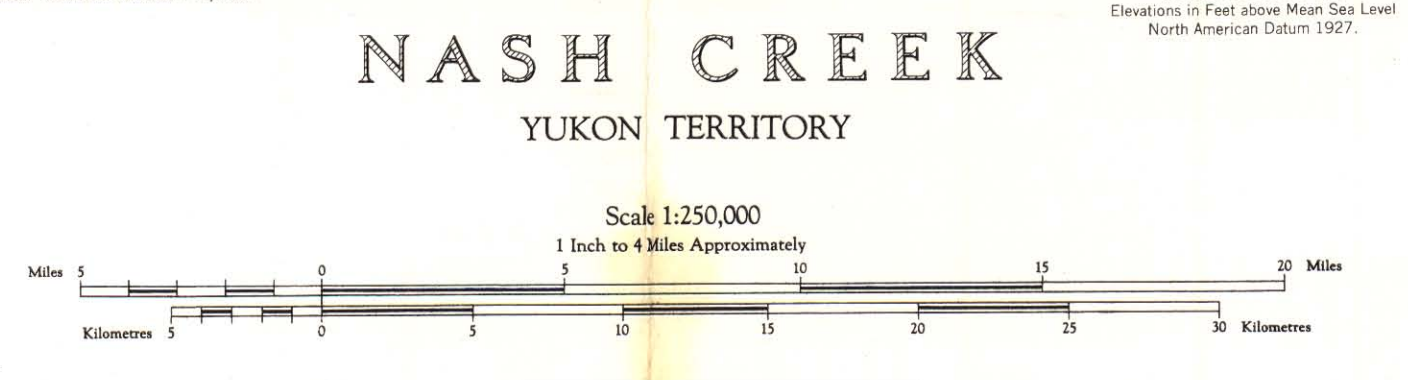 Elevations in Feet above Mean Sea Level
North American Datum 1927.
NASH CREEK
YUKON TERRITORY
Scale 1:250,000
1 Inch to 4 Miles Approximately
Miles 5 0 5 10 15 20 Miles
Kilometres 5 0 5 10 15 20 25 30 Kilometres